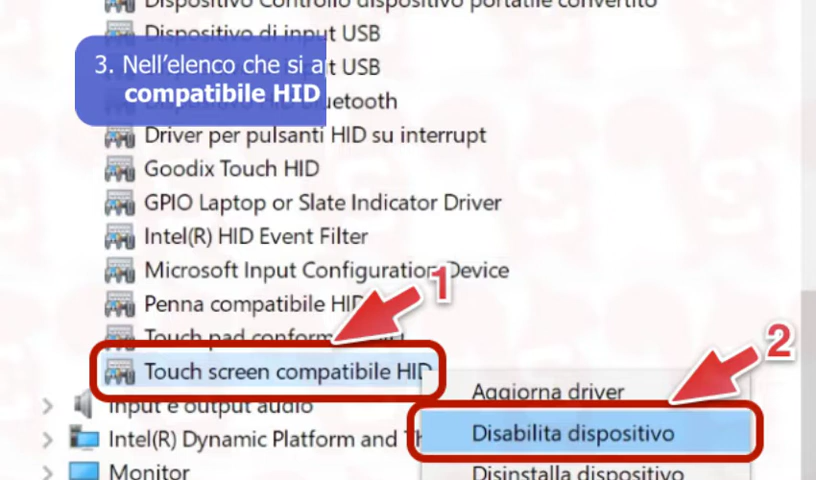 Dispositivo Controllo dispositivo portatile convertito
Dispositivo di input USB
3. Nell'elenco che si a
t USB
compatibile HID
uetooth
Driver per pulsanti HID su interrupt
Goodix Touch HID
GPIO Laptop or Slate Indicator Driver
Intel(R) HID Event Filter
Microsoft Input Configuration Device
1
Penna compatibile HID
Touch pad conform
2
Touch screen compatibile HID
Aggiorna driver
Input e output audio
Disabilita dispositivo
Intel(R) Dynamic Platform and Th
Monitor
Disinstalla dispositivo